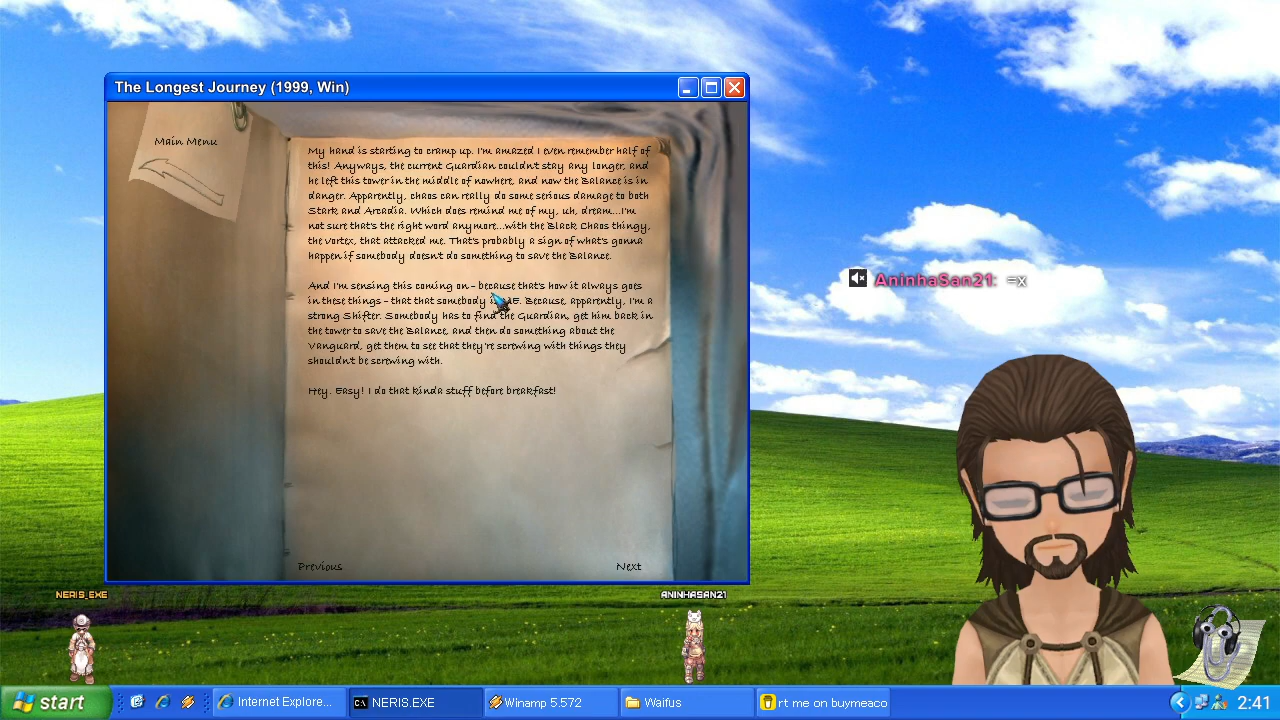 The Longest Journey (1999, Win)
Main Menu
My hand is starting to cramp up. I'm amazed I even remember half of
this! Anyways, the current Guardian couldn't stay any longer, and
he left this tower in the middle of nowhere, and now the Balance is in
danger. Apparently, chaos can really do some serious damage to both
Stark and Arcadia. Which does remind me of my, uh, dream...I'm
not sure that's the right word anymore...with the Black Chaos thingy,
the vortex, that attacked me. That's probably a sign of what's gonna
happen if somebody doesn't do something to save the Balance.
And I'm sensing this coming on - because that's how it always goes
in these things - that that somebody is ME. Because, apparently, I'm a
strong Shifter. Somebody has to find the Guardian, get him back in
the tower to save the Balance, and then do something about the
Vanguard, get them to see that they're screwing with things they
shouldn't be screwing with.
Hey. Easy! I do that kinda stuff before breakfast!
Previous
Next
AninhaSan21: =x
NERIS_EXE
ANINHASAN21
start
Internet Explore...
NERIS.EXE
Winamp 5.572
Waifus
rt me on buymeaco
2:41